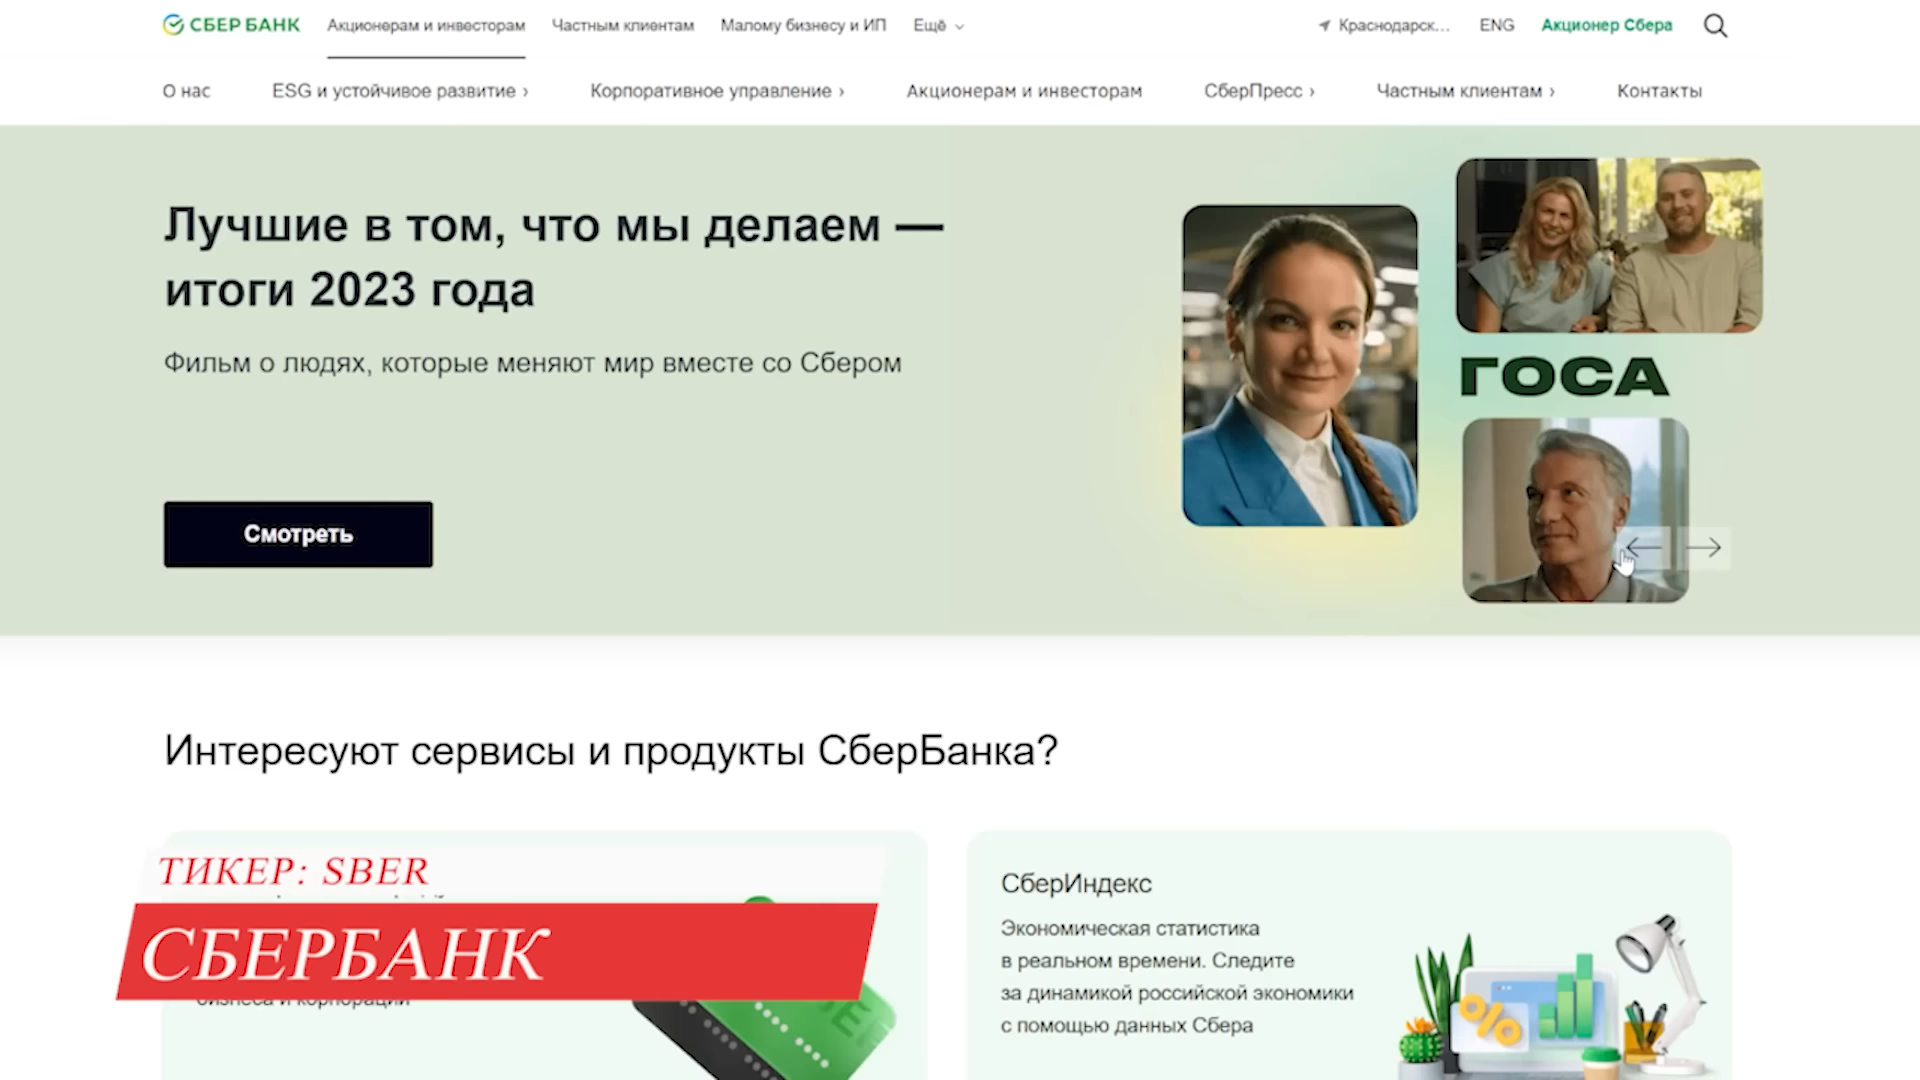 СБЕР БАНК
Акционерам и инвесторам
Частным клиентам
Малому бизнесу и ИП
Ещё
Краснодарск...
ENG
Акционер Сбера
О нас
ESG и устойчивое развитие ›
Корпоративное управление ›
Акционерам и инвесторам
СберПресс ›
Частным клиентам ›
Контакты
Лучшие в том, что мы делаем —
итоги 2023 года
Фильм о людях, которые меняют мир вместе со Сбером
Смотреть
ГОСА
Интересуют сервисы и продукты СберБанка?
ТИКЕР: SBER
СБЕРБАНК
бизнеса и корпораций
СберИндекс
Экономическая статистика
в реальном времени. Следите
за динамикой российской экономики
с помощью данных Сбера
%